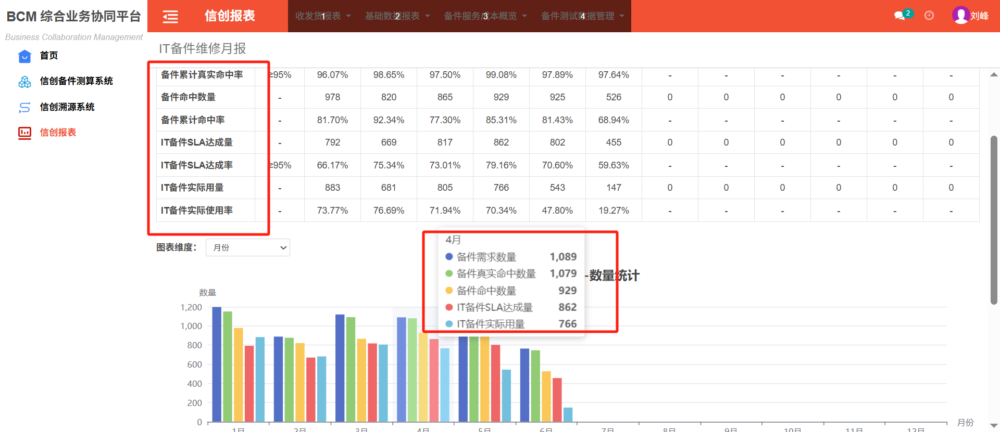 BCM 综合业务协同平台
Business Collaboration Management
首页
信创备件测算系统
信创溯源系统
信创报表
信创报表
收发货报表 1
基础数据报表 2
备件服务成本概览 3
备件测试数据管理 4
2
刘峰
IT备件维修月报
备件累计真实命中率 ≥95% 96.07% 98.65% 97.50% 99.08% 97.89% 97.64% - - - - - -
备件命中数量 - 978 820 865 929 925 526 0 0 0 0 0 0
备件累计命中率 - 81.70% 92.34% 77.30% 85.31% 81.43% 68.94% - - - - - -
IT备件SLA达成量 - 792 669 817 862 802 455 0 0 0 0 0 0
IT备件SLA达成率 ≥95% 66.17% 75.34% 73.01% 79.16% 70.60% 59.63% - - - - - -
IT备件实际用量 - 883 681 805 766 543 147 0 0 0 0 0 0
IT备件实际使用率 - 73.77% 76.69% 71.94% 70.34% 47.80% 19.27% - - - - - -
图表维度： 月份
4月
备件需求数量 1,089
备件真实命中数量 1,079
备件命中数量 929
IT备件SLA达成量 862
IT备件实际用量 766
-数量统计
数量
1,200
1,000
800
600
400
200
0
1月 2月 3月 4月 5月 6月 7月 8月 9月 10月 11月 12月
月份